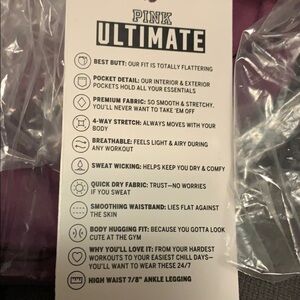 PINK
ULTIMATE
BEST BUTT: OUR FIT IS TOTALLY FLATTERING
POCKET DETAIL: OUR INTERIOR & EXTERIOR
POCKETS HOLD ALL YOUR ESSENTIALS
PREMIUM FABRIC: SO SMOOTH & STRETCHY,
YOU'LL NEVER WANT TO TAKE 'EM OFF
4-WAY STRETCH: ALWAYS MOVES WITH YOUR
BODY
BREATHABLE: FEELS LIGHT & AIRY DURING
ANY WORKOUT
SWEAT WICKING: HELPS KEEP YOU DRY & COMFY
QUICK DRY FABRIC: TRUST—NO WORRIES
IF YOU SWEAT
SMOOTHING WAISTBAND: LIES FLAT AGAINST
THE SKIN
BODY HUGGING FIT: BECAUSE YOU GOTTA LOOK
CUTE AT THE GYM
WHY YOU'LL LOVE IT: FROM YOUR HARDEST
WORKOUTS TO YOUR EASIEST CHILL DAYS—
YOU'LL WANT TO WEAR THESE 24/7
HIGH WAIST 7/8" ANKLE LEGGING